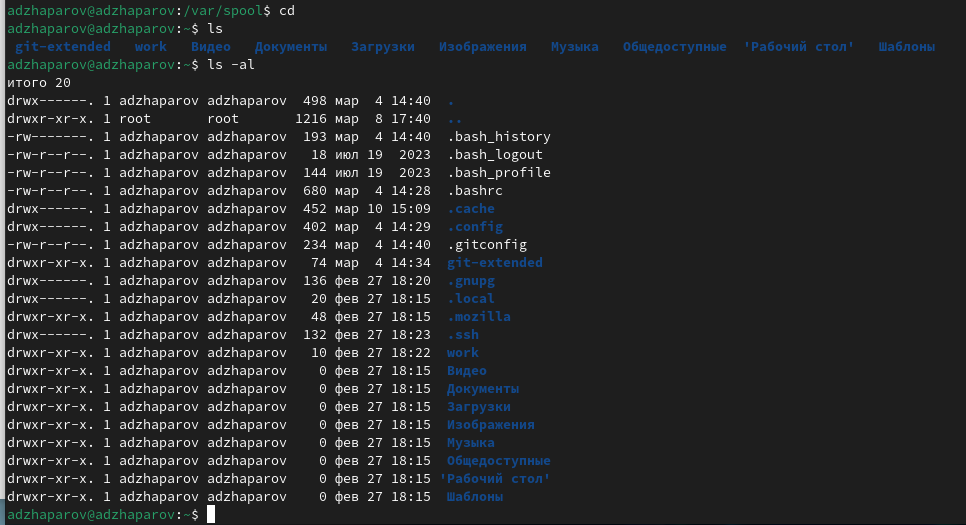 adzhaparov@adzhaparov:/var/spool$ cd
adzhaparov@adzhaparov:~$ ls
git-extended work Видео Документы Загрузки Изображения Музыка Общедоступные 'Рабочий стол' Шаблоны
adzhaparov@adzhaparov:~$ ls -al
итого 20
drwx------. 1 adzhaparov adzhaparov 498 мар 4 14:40 .
drwxr-xr-x. 1 root root 1216 мар 8 17:40 ..
-rw-------. 1 adzhaparov adzhaparov 193 мар 4 14:40 .bash_history
-rw-r--r--. 1 adzhaparov adzhaparov 18 июл 19 2023 .bash_logout
-rw-r--r--. 1 adzhaparov adzhaparov 144 июл 19 2023 .bash_profile
-rw-r--r--. 1 adzhaparov adzhaparov 680 мар 4 14:28 .bashrc
drwx------. 1 adzhaparov adzhaparov 452 мар 10 15:09 .cache
drwx------. 1 adzhaparov adzhaparov 402 мар 4 14:29 .config
-rw-r--r--. 1 adzhaparov adzhaparov 234 мар 4 14:40 .gitconfig
drwxr-xr-x. 1 adzhaparov adzhaparov 74 мар 4 14:34 git-extended
drwx------. 1 adzhaparov adzhaparov 136 фев 27 18:20 .gnupg
drwx------. 1 adzhaparov adzhaparov 20 фев 27 18:15 .local
drwxr-xr-x. 1 adzhaparov adzhaparov 48 фев 27 18:15 .mozilla
drwx------. 1 adzhaparov adzhaparov 132 фев 27 18:23 .ssh
drwxr-xr-x. 1 adzhaparov adzhaparov 10 фев 27 18:22 work
drwxr-xr-x. 1 adzhaparov adzhaparov 0 фев 27 18:15 Видео
drwxr-xr-x. 1 adzhaparov adzhaparov 0 фев 27 18:15 Документы
drwxr-xr-x. 1 adzhaparov adzhaparov 0 фев 27 18:15 Загрузки
drwxr-xr-x. 1 adzhaparov adzhaparov 0 фев 27 18:15 Изображения
drwxr-xr-x. 1 adzhaparov adzhaparov 0 фев 27 18:15 Музыка
drwxr-xr-x. 1 adzhaparov adzhaparov 0 фев 27 18:15 Общедоступные
drwxr-xr-x. 1 adzhaparov adzhaparov 0 фев 27 18:15 'Рабочий стол'
drwxr-xr-x. 1 adzhaparov adzhaparov 0 фев 27 18:15 Шаблоны
adzhaparov@adzhaparov:~$